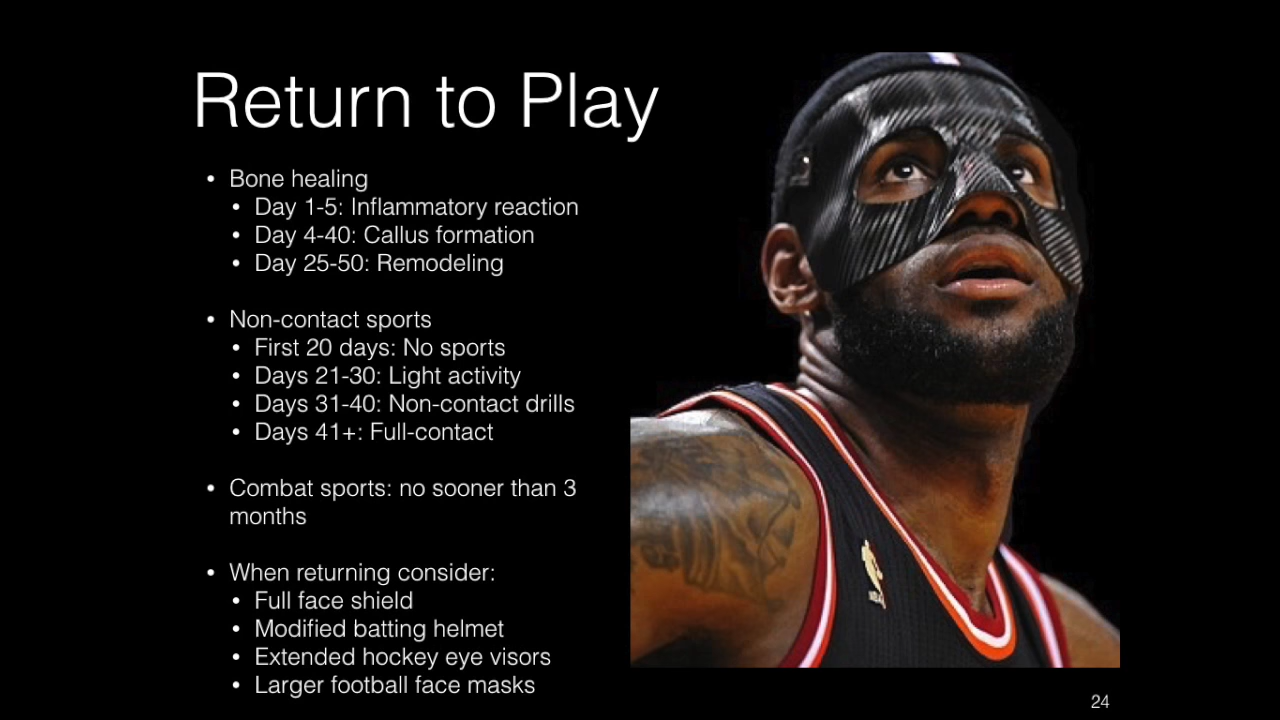 Return to Play
• Bone healing
• Day 1-5: Inflammatory reaction
• Day 4-40: Callus formation
• Day 25-50: Remodeling
• Non-contact sports
• First 20 days: No sports
• Days 21-30: Light activity
• Days 31-40: Non-contact drills
• Days 41+: Full-contact
• Combat sports: no sooner than 3
months
• When returning consider:
• Full face shield
• Modified batting helmet
• Extended hockey eye visors
• Larger football face masks
NBA
24